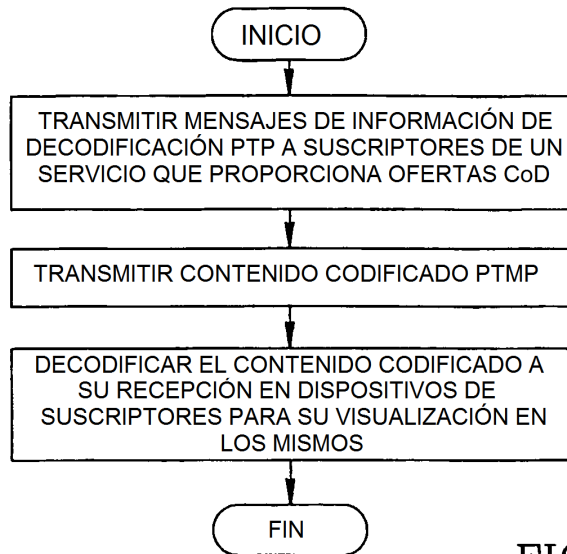 INICIO
TRANSMITIR MENSAJES DE INFORMACIÓN DE
DECODIFICACIÓN PTP A SUSCRIPTORES DE UN
SERVICIO QUE PROPORCIONA OFERTAS CoD
TRANSMITIR CONTENIDO CODIFICADO PTMP
DECODIFICAR EL CONTENIDO CODIFICADO A
SU RECEPCIÓN EN DISPOSITIVOS DE
SUSCRIPTORES PARA SU VISUALIZACIÓN EN
LOS MISMOS
FIN